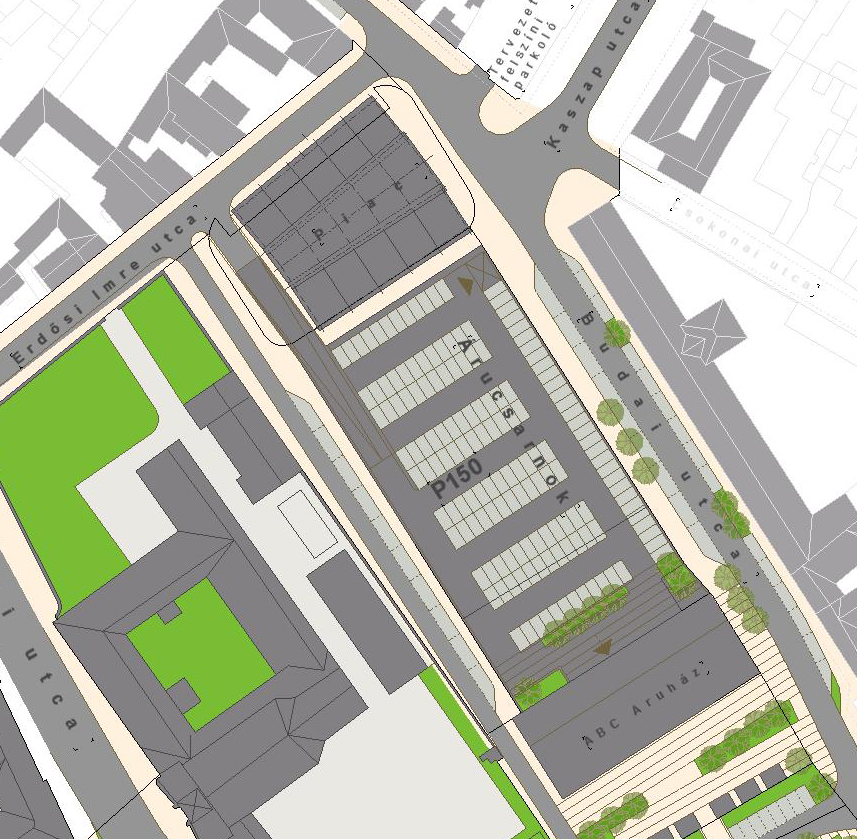 Tervezett
felszíni
parkoló
Kaszap utca
Piac
Csokonai utca
Erdősi Imre utca
Budai utca
Árucsarnok
P150
i utca
ABC Áruház